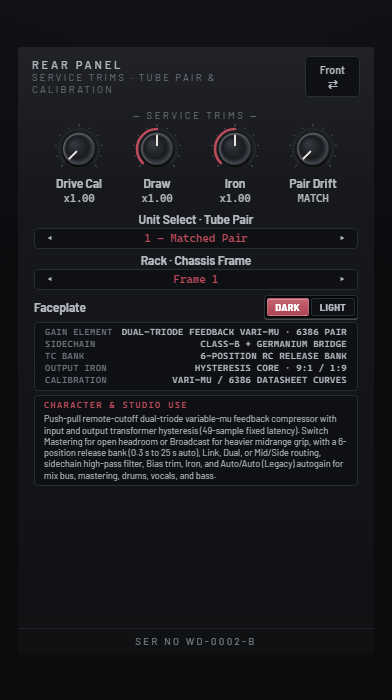 REAR PANEL
SERVICE TRIMS · TUBE PAIR &
CALIBRATION
Front
⇄
— SERVICE TRIMS —
Drive Cal Draw Iron Pair Drift
x1.00 x1.00 x1.00 MATCH
Unit Select · Tube Pair
◂ 1 — Matched Pair ▸
Rack · Chassis Frame
◂ Frame 1 ▸
Faceplate DARK LIGHT
GAIN ELEMENT DUAL-TRIODE FEEDBACK VARI-MU · 6386 PAIR
SIDECHAIN CLASS-B + GERMANIUM BRIDGE
TC BANK 6-POSITION RC RELEASE BANK
OUTPUT IRON HYSTERESIS CORE · 9:1 / 1:9
CALIBRATION VARI-MU / 6386 DATASHEET CURVES
CHARACTER & STUDIO USE
Push-pull remote-cutoff dual-triode variable-mu feedback compressor with
input and output transformer hysteresis (49-sample fixed latency). Switch
Mastering for open headroom or Broadcast for heavier midrange grip, with a 6-
position release bank (0.3 s to 25 s auto), Link, Dual, or Mid/Side routing,
sidechain high-pass filter, Bias trim, Iron, and Auto/Auto (Legacy) autogain for
mix bus, mastering, drums, vocals, and bass.
SER NO WD-0002-B